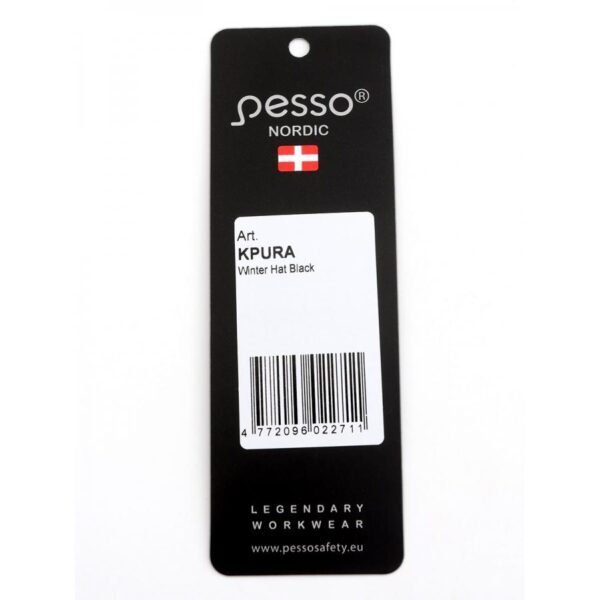 pesso®
NORDIC
Art.
KPURA
Winter Hat Black
4 772096 022711
LEGENDARY
WORKWEAR
www.pessosafety.eu